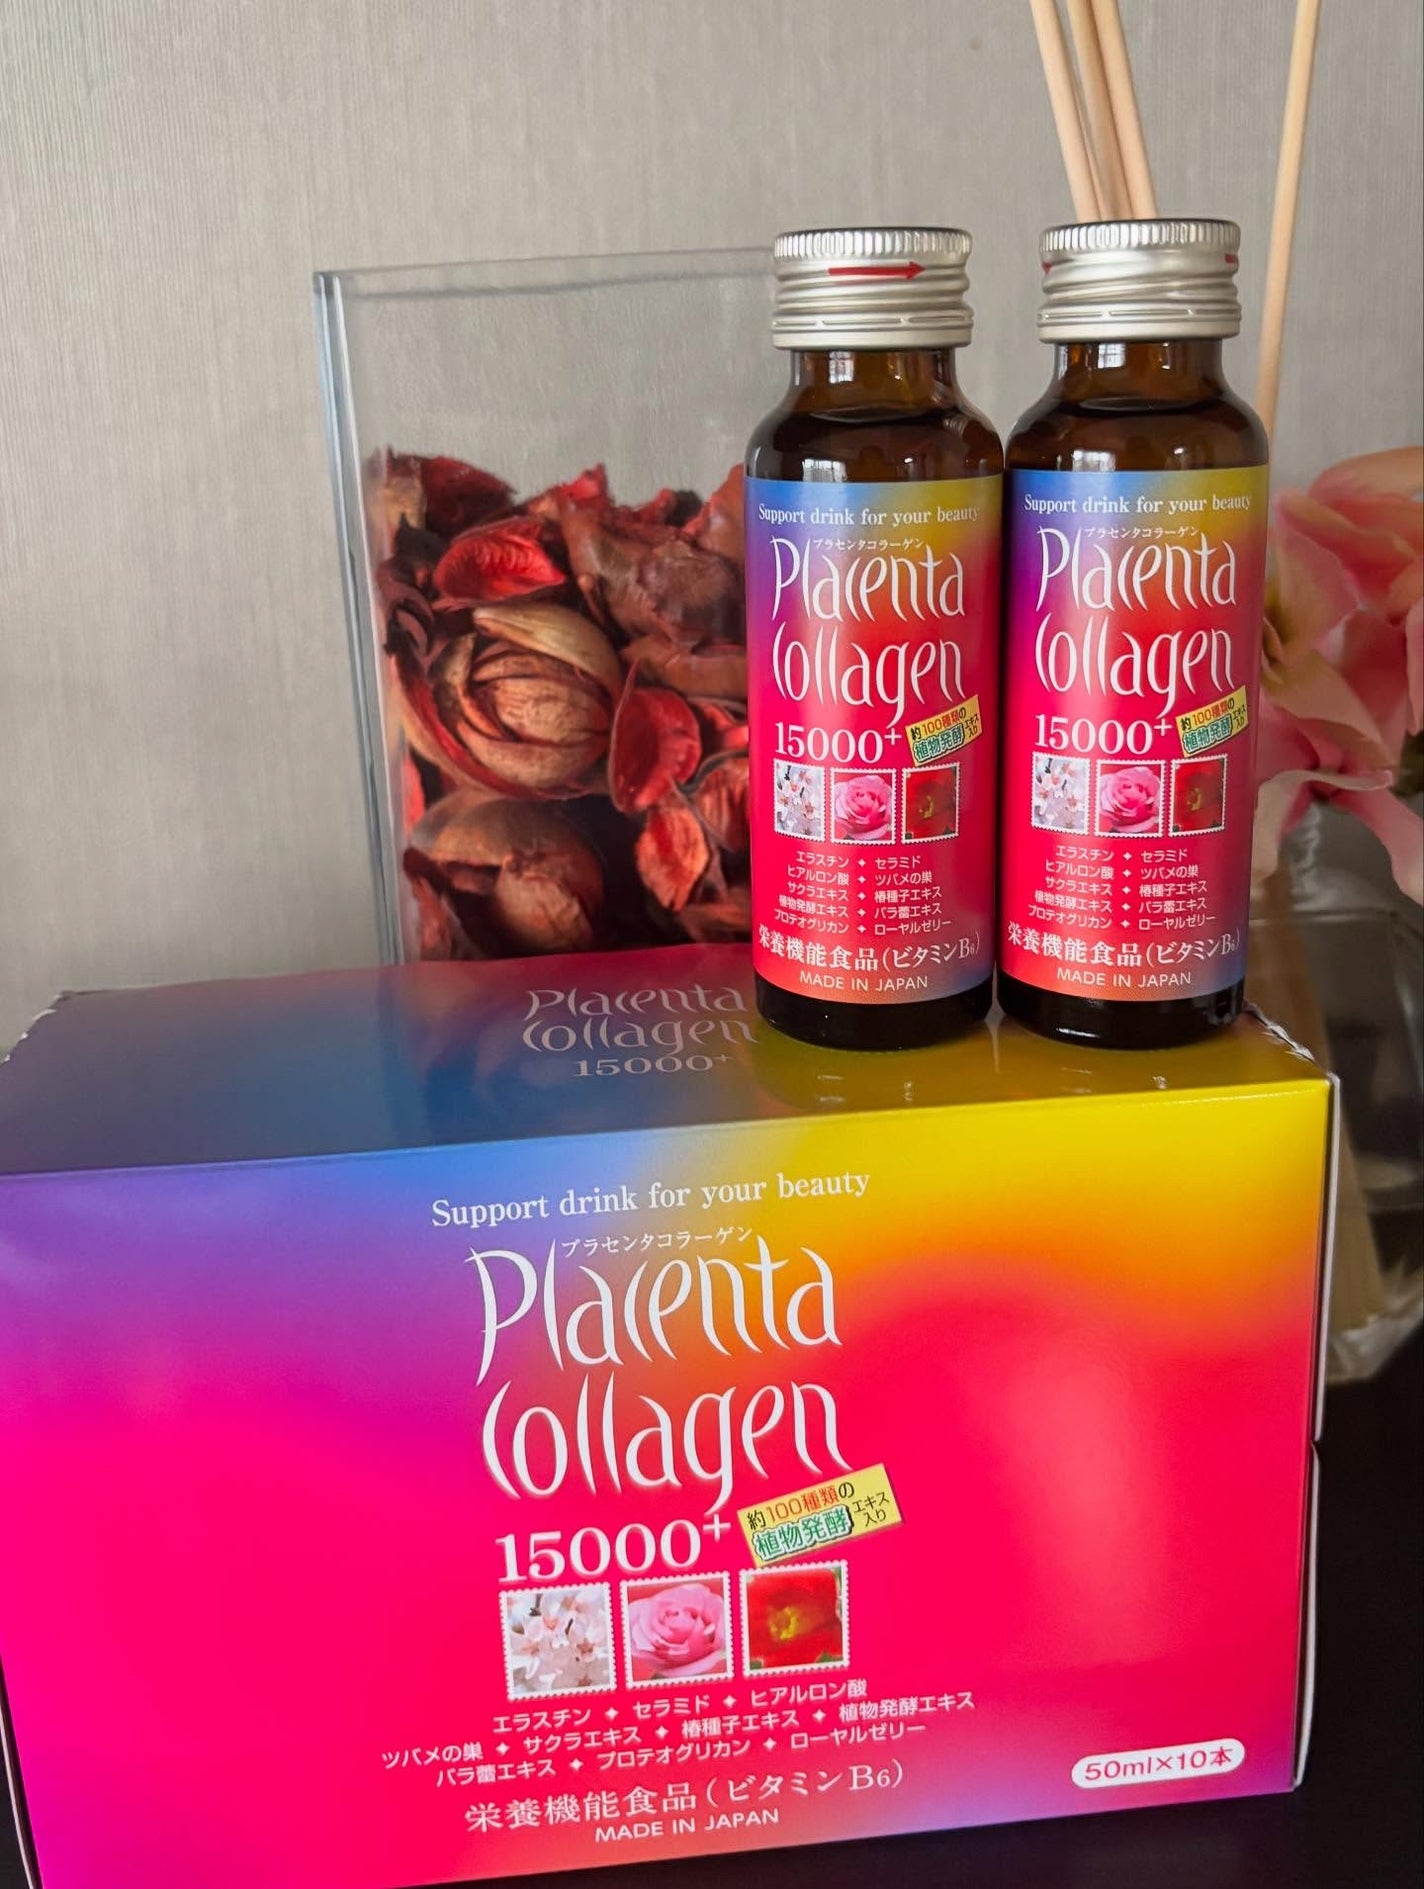 Support drink for your beauty
プラセンタコラーゲン
Placenta
Collagen
15000+
約100種類の
植物発酵エキス
入り
エラスチン ✦ セラミド
ヒアルロン酸 ✦ ツバメの巣
サクラエキス ✦ 椿種子エキス
植物発酵エキス ✦ バラ蕾エキス
プロテオグリカン ✦ ローヤルゼリー
栄養機能食品(ビタミンB6)
MADE IN JAPAN
Support drink for your beauty
プラセンタコラーゲン
Placenta
Collagen
15000+
約100種類の
植物発酵エキス
入り
エラスチン ✦ セラミド
ヒアルロン酸 ✦ ツバメの巣
サクラエキス ✦ 椿種子エキス
植物発酵エキス ✦ バラ蕾エキス
プロテオグリカン ✦ ローヤルゼリー
栄養機能食品(ビタミンB6)
MADE IN JAPAN
Placenta
Collagen
15000+
Support drink for your beauty
プラセンタコラーゲン
Placenta
Collagen
15000+
約100種類の
植物発酵エキス
入り
エラスチン ✦ セラミド ✦ ヒアルロン酸
ツバメの巣 ✦ サクラエキス ✦ 椿種子エキス ✦ 植物発酵エキス
バラ蕾エキス ✦ プロテオグリカン ✦ ローヤルゼリー
栄養機能食品(ビタミンB6)
MADE IN JAPAN
50ml×10本